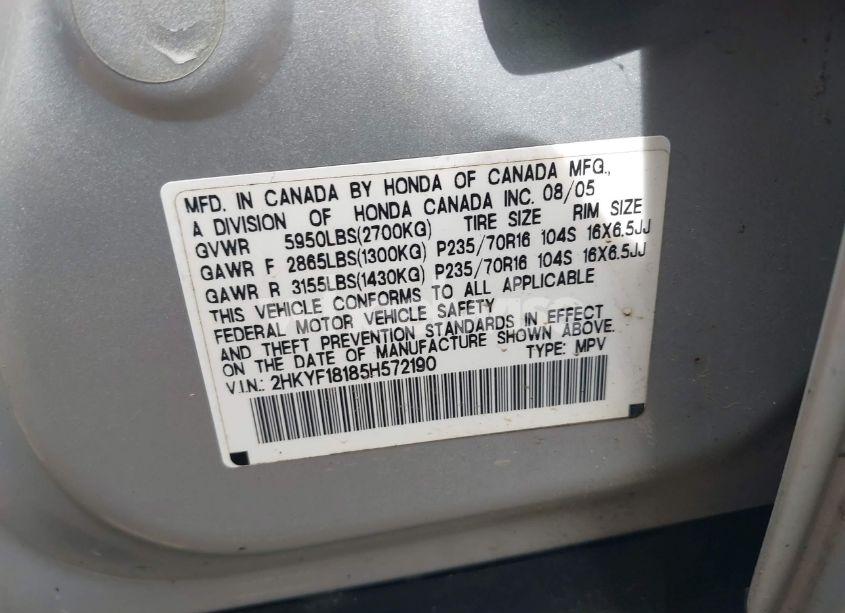 MFD. IN CANADA BY HONDA OF CANADA MFG.,
A DIVISION OF HONDA CANADA INC. 08/05
GVWR 5950LBS(2700KG) TIRE SIZE RIM SIZE
GAWR F 2865LBS(1300KG) P235/70R16 104S 16X6.5JJ
GAWR R 3155LBS(1430KG) P235/70R16 104S 16X6.5JJ
THIS VEHICLE CONFORMS TO ALL APPLICABLE
FEDERAL MOTOR VEHICLE SAFETY
AND THEFT PREVENTION STANDARDS IN EFFECT
ON THE DATE OF MANUFACTURE SHOWN ABOVE.
V.I.N.: 2HKYF18185H572190 TYPE: MPV